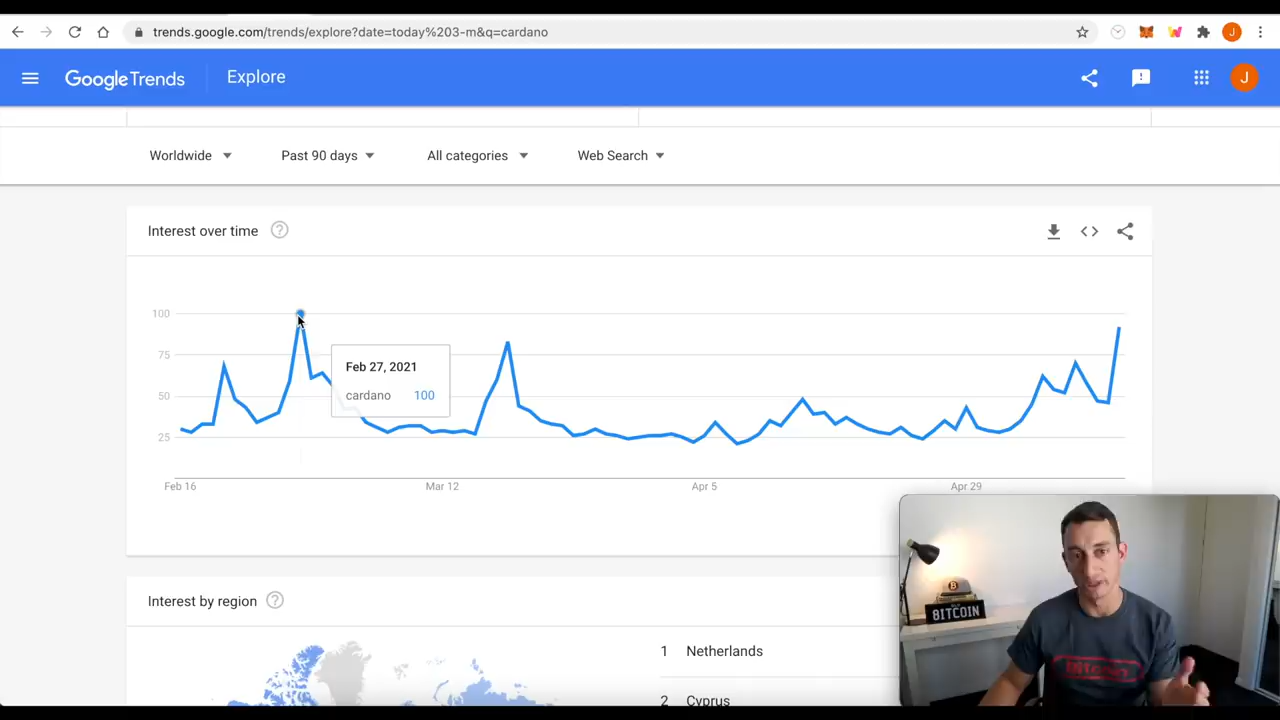 trends.google.com/trends/explore?date=today%203-m&q=cardano
J
Google Trends
Explore
J
Worldwide
Past 90 days
All categories
Web Search
Interest over time
100
75
50
25
Feb 27, 2021
cardano 100
Feb 16
Mar 12
Apr 5
Apr 29
Interest by region
1 Netherlands
2 Cyprus
B
BITCOIN
Bitcoin